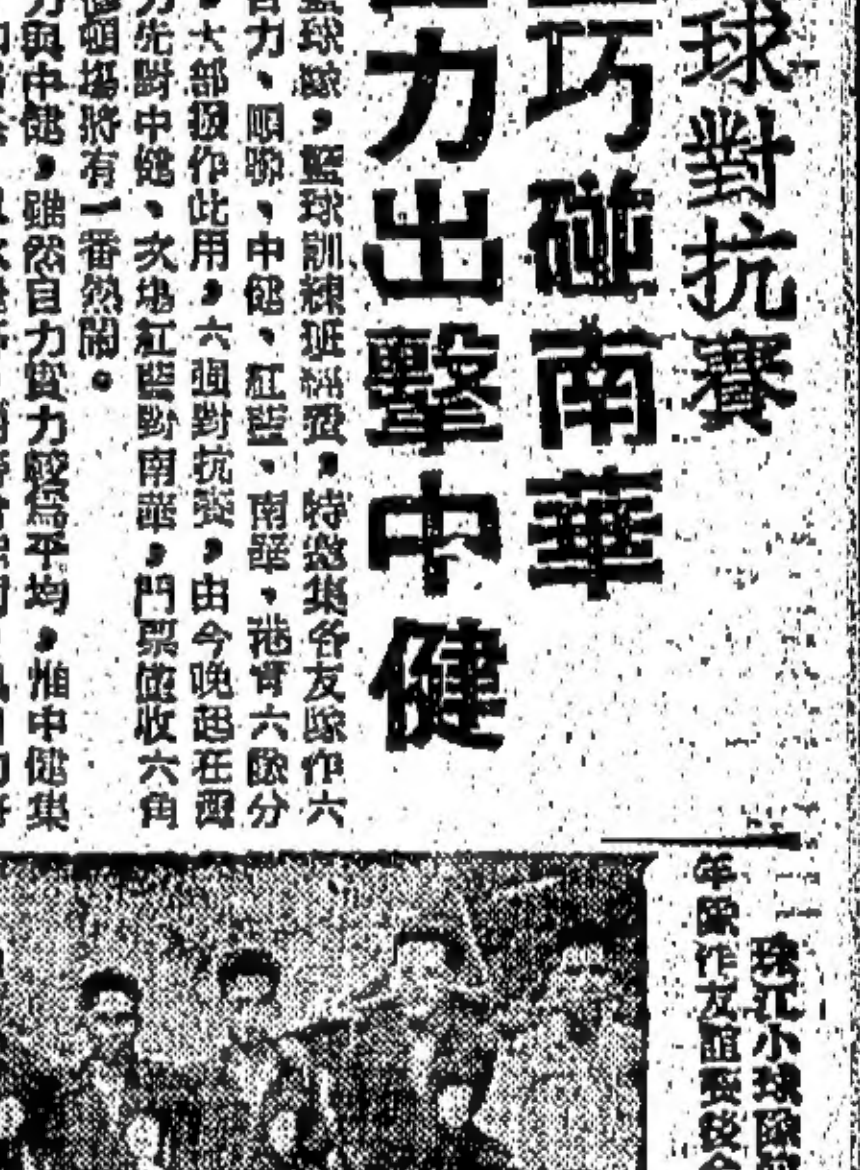 球對抗賽
巧碰南華
力出擊中健
籃球隊，籃球訓練班經費，特邀集各友隊作六
自力、順聯、中健、紅藍、南華、港青六隊分
，大部撥作此用，六週對抗賽，由今晚起在西
力先對中健、次場紅藍對南華，門票僅收六角
頓場將有一番熱鬧。
力與中健，雖然自力實力較為平均，惟中健集
珠江小球隊
年隊作友誼賽後